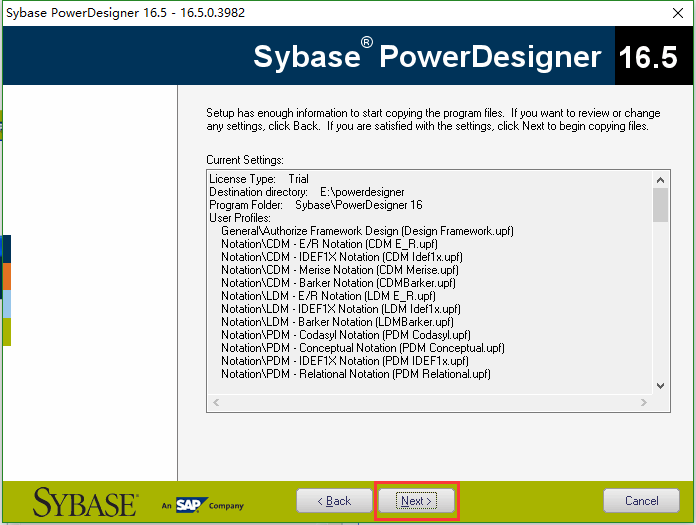 Sybase PowerDesigner 16.5 - 16.5.0.3982
Sybase® PowerDesigner 16.5
Setup has enough information to start copying the program files. If you want to review or change
any settings, click Back. If you are satisfied with the settings, click Next to begin copying files.
Current Settings:
License Type: Trial
Destination directory: E:\powerdesigner
Program Folder: Sybase\PowerDesigner 16
User Profiles:
General\Authorize Framework Design (Design Framework.upf)
Notation\CDM - E/R Notation (CDM E_R.upf)
Notation\CDM - IDEF1X Notation (CDM Idef1x.upf)
Notation\CDM - Merise Notation (CDM Merise.upf)
Notation\CDM - Barker Notation (CDMBarker.upf)
Notation\LDM - E/R Notation (LDM E_R.upf)
Notation\LDM - IDEF1X Notation (LDM Idef1x.upf)
Notation\LDM - Barker Notation (LDMBarker.upf)
Notation\PDM - Codasyl Notation (PDM Codasyl.upf)
Notation\PDM - Conceptual Notation (PDM Conceptual.upf)
Notation\PDM - IDEF1X Notation (PDM IDEF1x.upf)
Notation\PDM - Relational Notation (PDM Relational.upf)
SYBASE® An SAP Company
< Back
Next >
Cancel